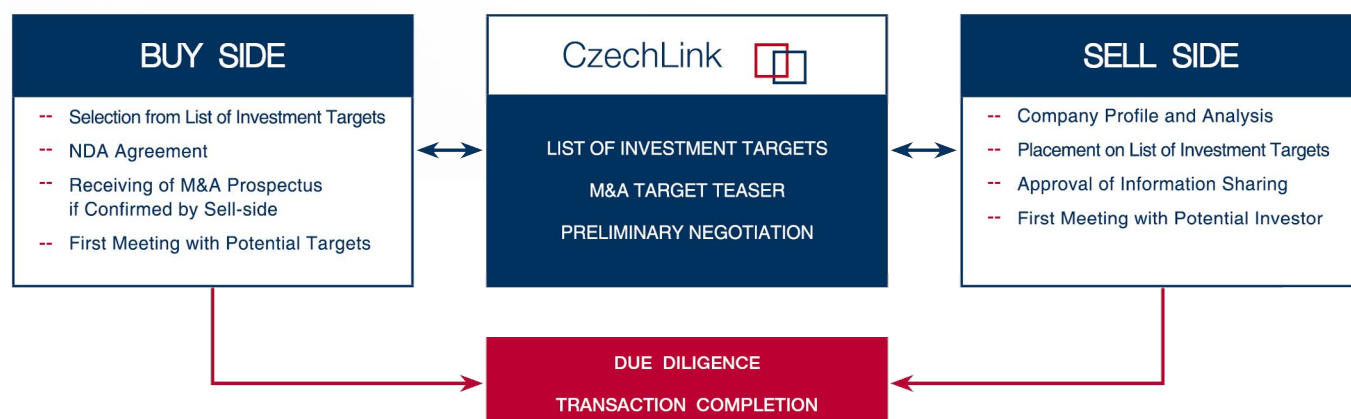 BUY SIDE
-- Selection from List of Investment Targets
-- NDA Agreement
-- Receiving of M&A Prospectus
if Confirmed by Sell-side
-- First Meeting with Potential Targets
CzechLink
LIST OF INVESTMENT TARGETS
M&A TARGET TEASER
PRELIMINARY NEGOTIATION
SELL SIDE
-- Company Profile and Analysis
-- Placement on List of Investment Targets
-- Approval of Information Sharing
-- First Meeting with Potential Investor
DUE DILIGENCE
TRANSACTION COMPLETION